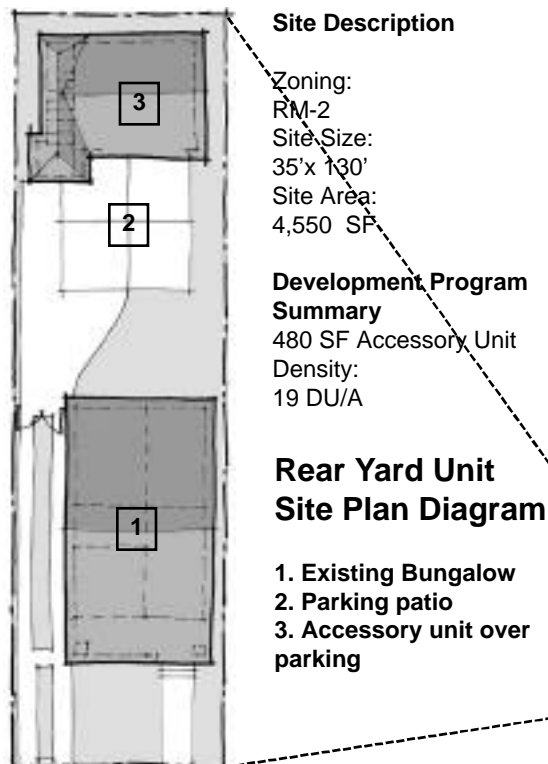 Site Description
Zoning:
RM-2
Site Size:
35'x 130'
Site Area:
4,550 SF
Development Program
Summary
480 SF Accessory Unit
Density:
19 DU/A
Rear Yard Unit
Site Plan Diagram
1. Existing Bungalow
2. Parking patio
3. Accessory unit over
parking
3
2
1